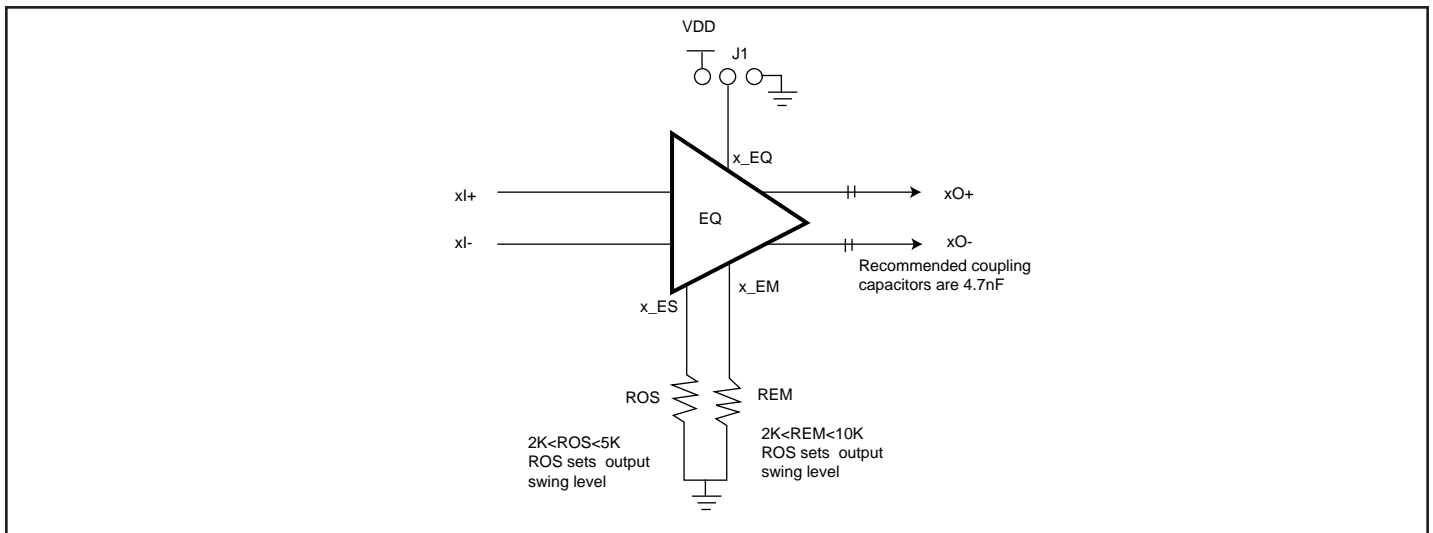 VDD
J1
x_EQ
xI+
xO+
EQ
xI-
xO-
Recommended coupling
capacitors are 4.7nF
x_EM
x_ES
ROS
REM
2K<ROS<5K
ROS sets output
swing level
2K<REM<10K
ROS sets output
swing level